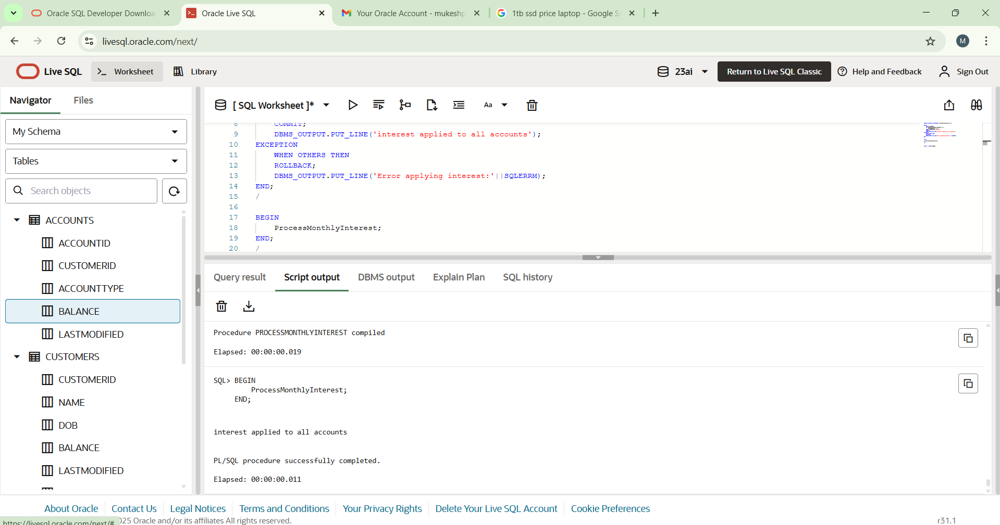 Oracle SQL Developer Downloa
Oracle Live SQL
Your Oracle Account - mukeshp
1tb ssd price laptop - Google Se
livesql.oracle.com/next/
M
Live SQL
Worksheet
Library
23ai
Return to Live SQL Classic
Help and Feedback
Sign Out
Navigator
Files
My Schema
Tables
Search objects
ACCOUNTS
ACCOUNTID
CUSTOMERID
ACCOUNTTYPE
BALANCE
LASTMODIFIED
CUSTOMERS
CUSTOMERID
NAME
DOB
BALANCE
LASTMODIFIED
[ SQL Worksheet ]*
Aa
8 COMMIT;
9 DBMS_OUTPUT.PUT_LINE('interest applied to all accounts');
10 EXCEPTION
11 WHEN OTHERS THEN
12 ROLLBACK;
13 DBMS_OUTPUT.PUT_LINE('Error applying interest:'||SQLERRM);
14 END;
15 /
16
17 BEGIN
18 ProcessMonthlyInterest;
19 END;
20 /
Query result
Script output
DBMS output
Explain Plan
SQL history
Procedure PROCESSMONTHLYINTEREST compiled
Elapsed: 00:00:00.019
SQL> BEGIN
ProcessMonthlyInterest;
END;
interest applied to all accounts
PL/SQL procedure successfully completed.
Elapsed: 00:00:00.011
About Oracle
Contact Us
Legal Notices
Terms and Conditions
Your Privacy Rights
Delete Your Live SQL Account
Cookie Preferences
https://livesql.oracle.com/next/#
025 Oracle and/or its affiliates All rights reserved.
r31.1